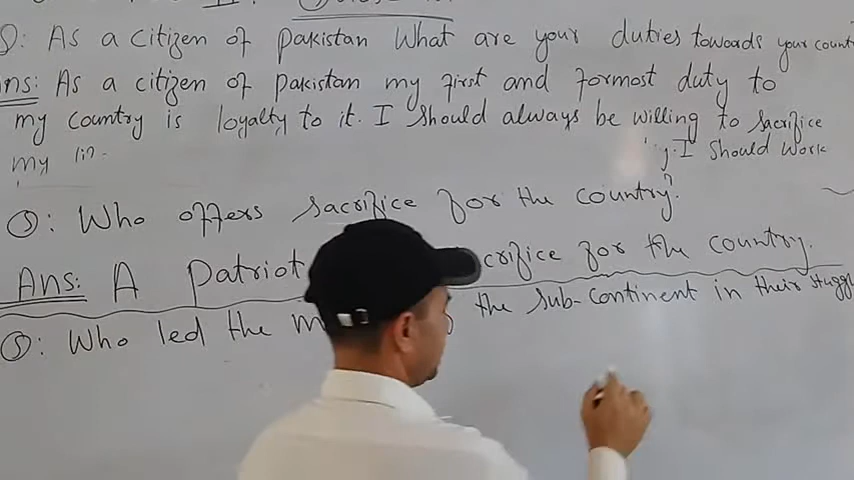 Q: As a citizen of pakistan What are your duties towards your
Ans: As a citizen of pakistan my first and formost duty to
my country is loyalty to it. I should always be willing to sacrifice
my I should work
Q: Who offers sacrifice for the country?
Ans: A patriot for the country.
Q: Who led the the sub-continent in their